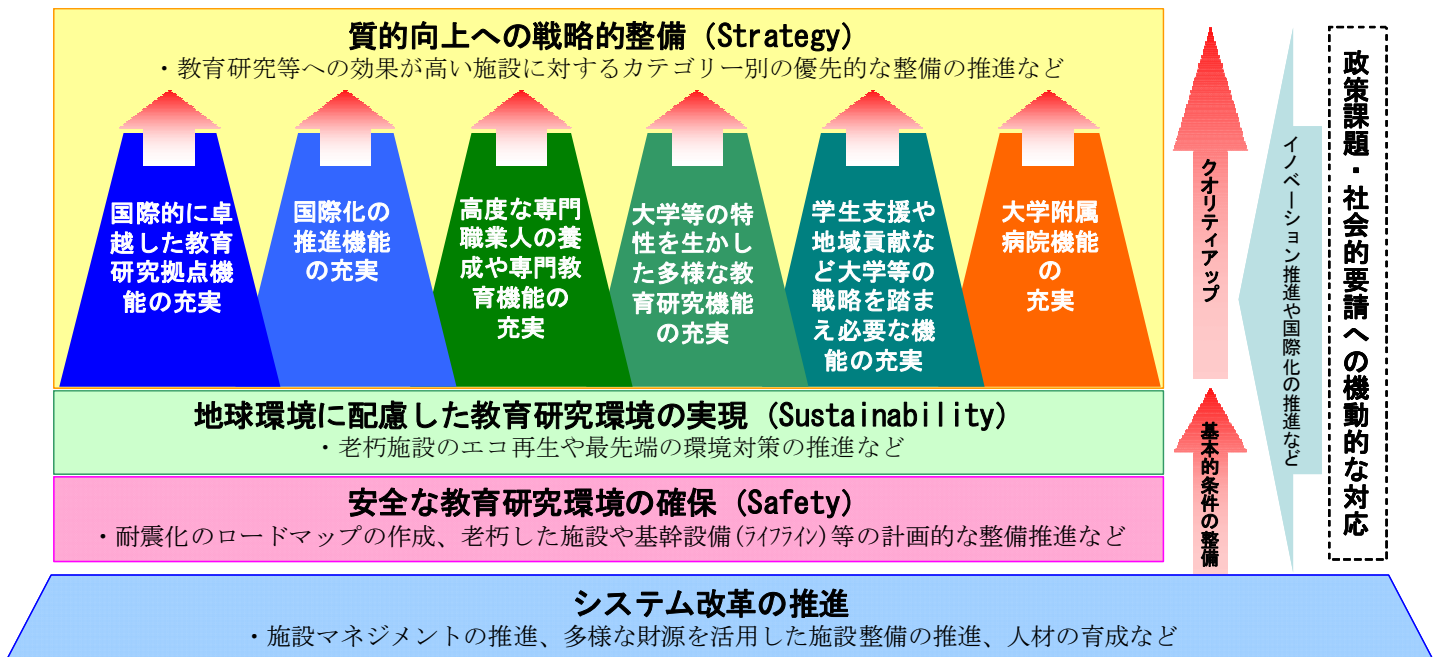 質的向上への戦略的整備（Strategy）
・教育研究等への効果が高い施設に対するカテゴリー別の優先的な整備の推進など
国際的に卓
越した教育
研究拠点機
能の充実
国際化の
推進機能
の充実
高度な専門
職業人の養
成や専門教
育機能の
充実
大学等の特
性を生かし
た多様な教
育研究機能
の充実
学生支援や
地域貢献な
ど大学等の
戦略を踏ま
え必要な機
能の充実
大学附属
病院機能
の
充実
地球環境に配慮した教育研究環境の実現（Sustainability）
・老朽施設のエコ再生や最先端の環境対策の推進など
安全な教育研究環境の確保（Safety）
・耐震化のロードマップの作成、老朽した施設や基幹設備(ﾗｲﾌﾗｲﾝ)等の計画的な整備推進など
システム改革の推進
・施設マネジメントの推進、多様な財源を活用した施設整備の推進、人材の育成など
クオリティアップ
基本的条件の整備
イノベーション推進や国際化の推進など
政策課題・社会的要請への機動的な対応